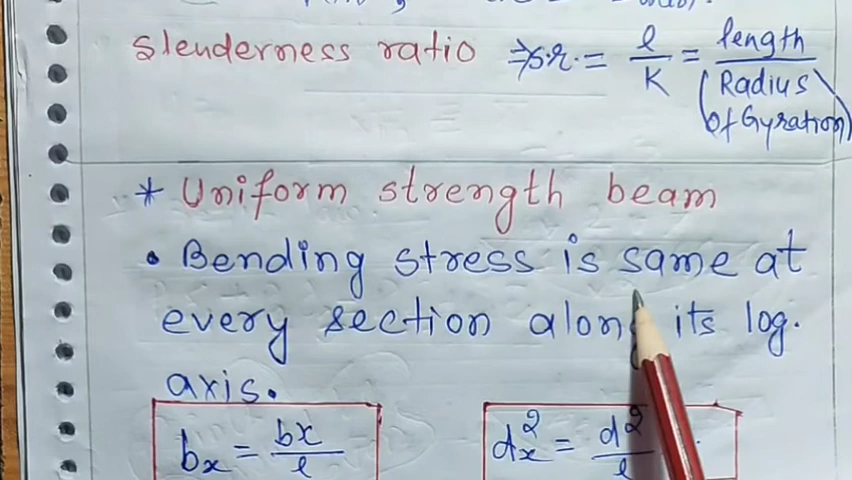 Slenderness ratio ⇒ s.r. = l/K = length/(Radius of Gyration)
* Uniform strength beam
• Bending stress is same at
every section along its log.
axis.
bx = bx/l
dx² = d²/l